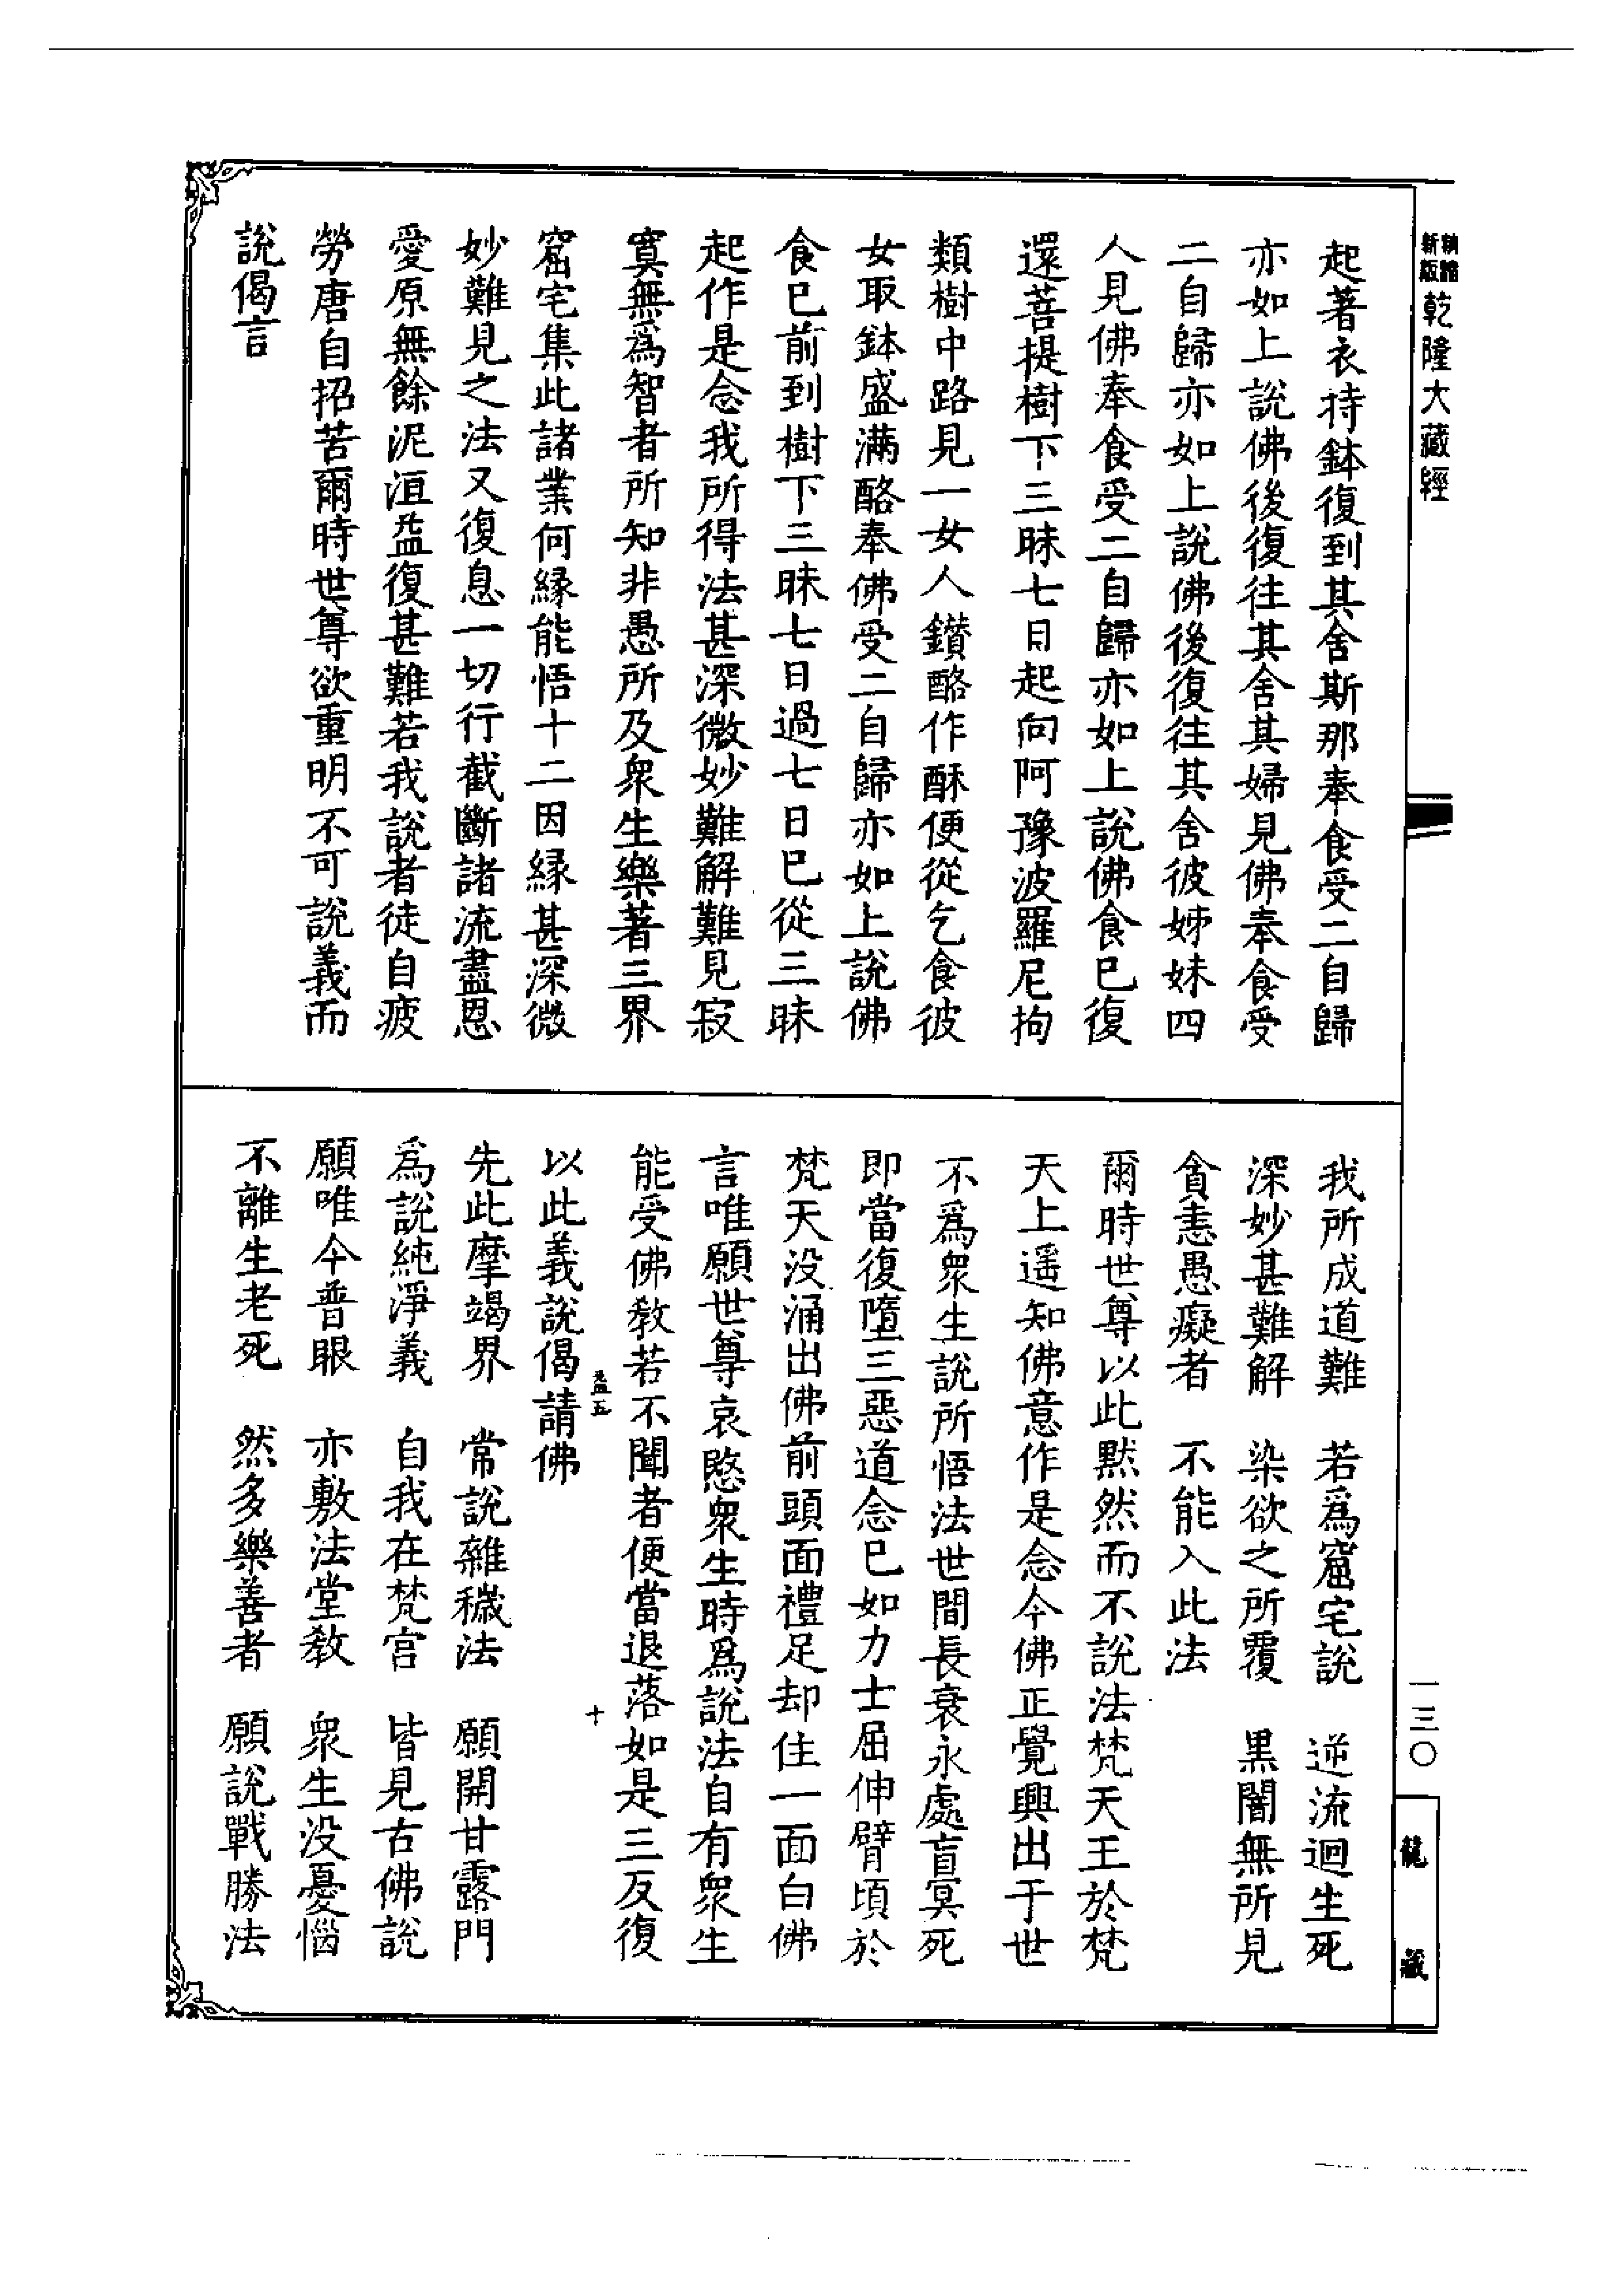 新版 乾隆大藏經
起著衣持鉢復到其舍斯那奉食受二自歸
亦如上說佛後復往其舍其婦見佛奉食受
二自歸亦如上說佛後復往其舍彼姊妹四
人見佛奉食受二自歸亦如上說佛食已復
還菩提樹下三昧七日起向阿豫波羅尼拘
類樹中路見一女人鑚酪作酥便從乞食彼
女取鉢盛滿酪奉佛受二自歸亦如上說佛
食已前到樹下三昧七日過七日已從三昧
起作是念我所得法甚深微妙難解難見寂
寞無爲智者所知非愚所及衆生樂著三界
窟宅集此諸業何緣能悟十二因緣甚深微
妙難見之法又復息一切行截斷諸流盡恩
愛原無餘泥洹益復甚難若我說者徒自疲
勞唐自招苦爾時世尊欲重明不可說義而
說偈言
我所成道難 若爲窟宅說 逆流迴生死
深妙甚難解 染欲之所覆 黑闇無所見
貪恚愚癡者 不能入此法
爾時世尊以此默然而不說法梵天王於梵
天上遥知佛意作是念今佛正覺興出于世
不爲衆生說所悟法世間長衰永處盲冥死
即當復墮三惡道念已如力士屈伸臂頃於
梵天没涌出佛前頭面禮足却住一面白佛
言唯願世尊哀愍衆生時爲說法自有衆生
能受佛教若不聞者便當退落如是三反復
以此義說偈請佛
先此摩竭界 常說雜穢法 願開甘露門
爲說純淨義 自我在梵宫 皆見古佛說
願唯今普眼 亦敷法堂教 衆生没憂惱
不離生老死 然多樂善者 願說戰勝法
五
十
一三〇
龍藏